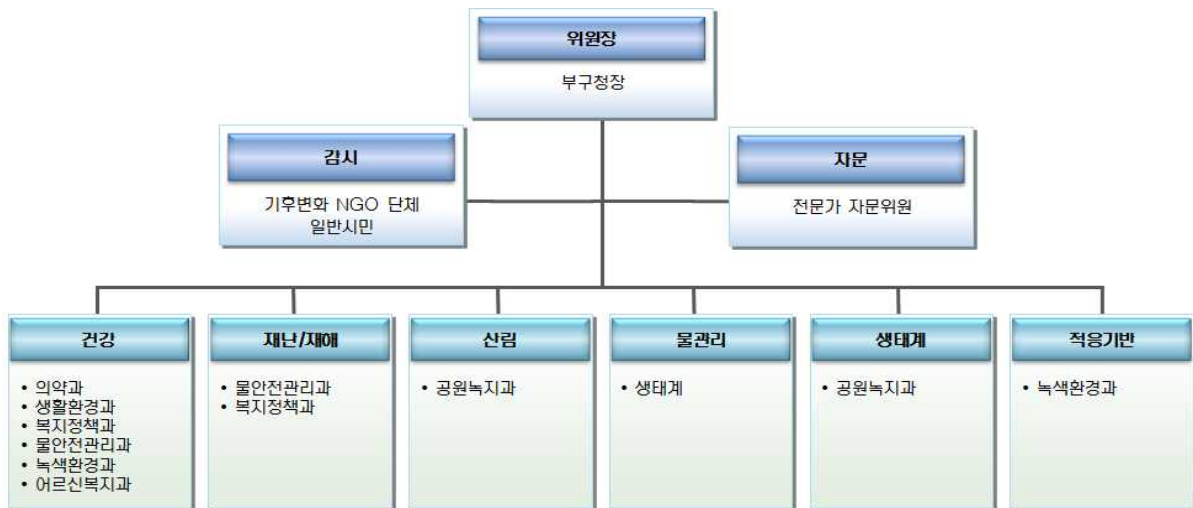 위원장
부구청장
감시
기후변화 NGO 단체
일반시민
자문
전문가 자문위원
건강
• 의약과
• 생활환경과
• 복지정책과
• 물안전관리과
• 녹색환경과
• 어르신복지과
재난/재해
• 물안전관리과
• 복지정책과
산림
• 공원녹지과
물관리
• 생태계
생태계
• 공원녹지과
적응기반
• 녹색환경과